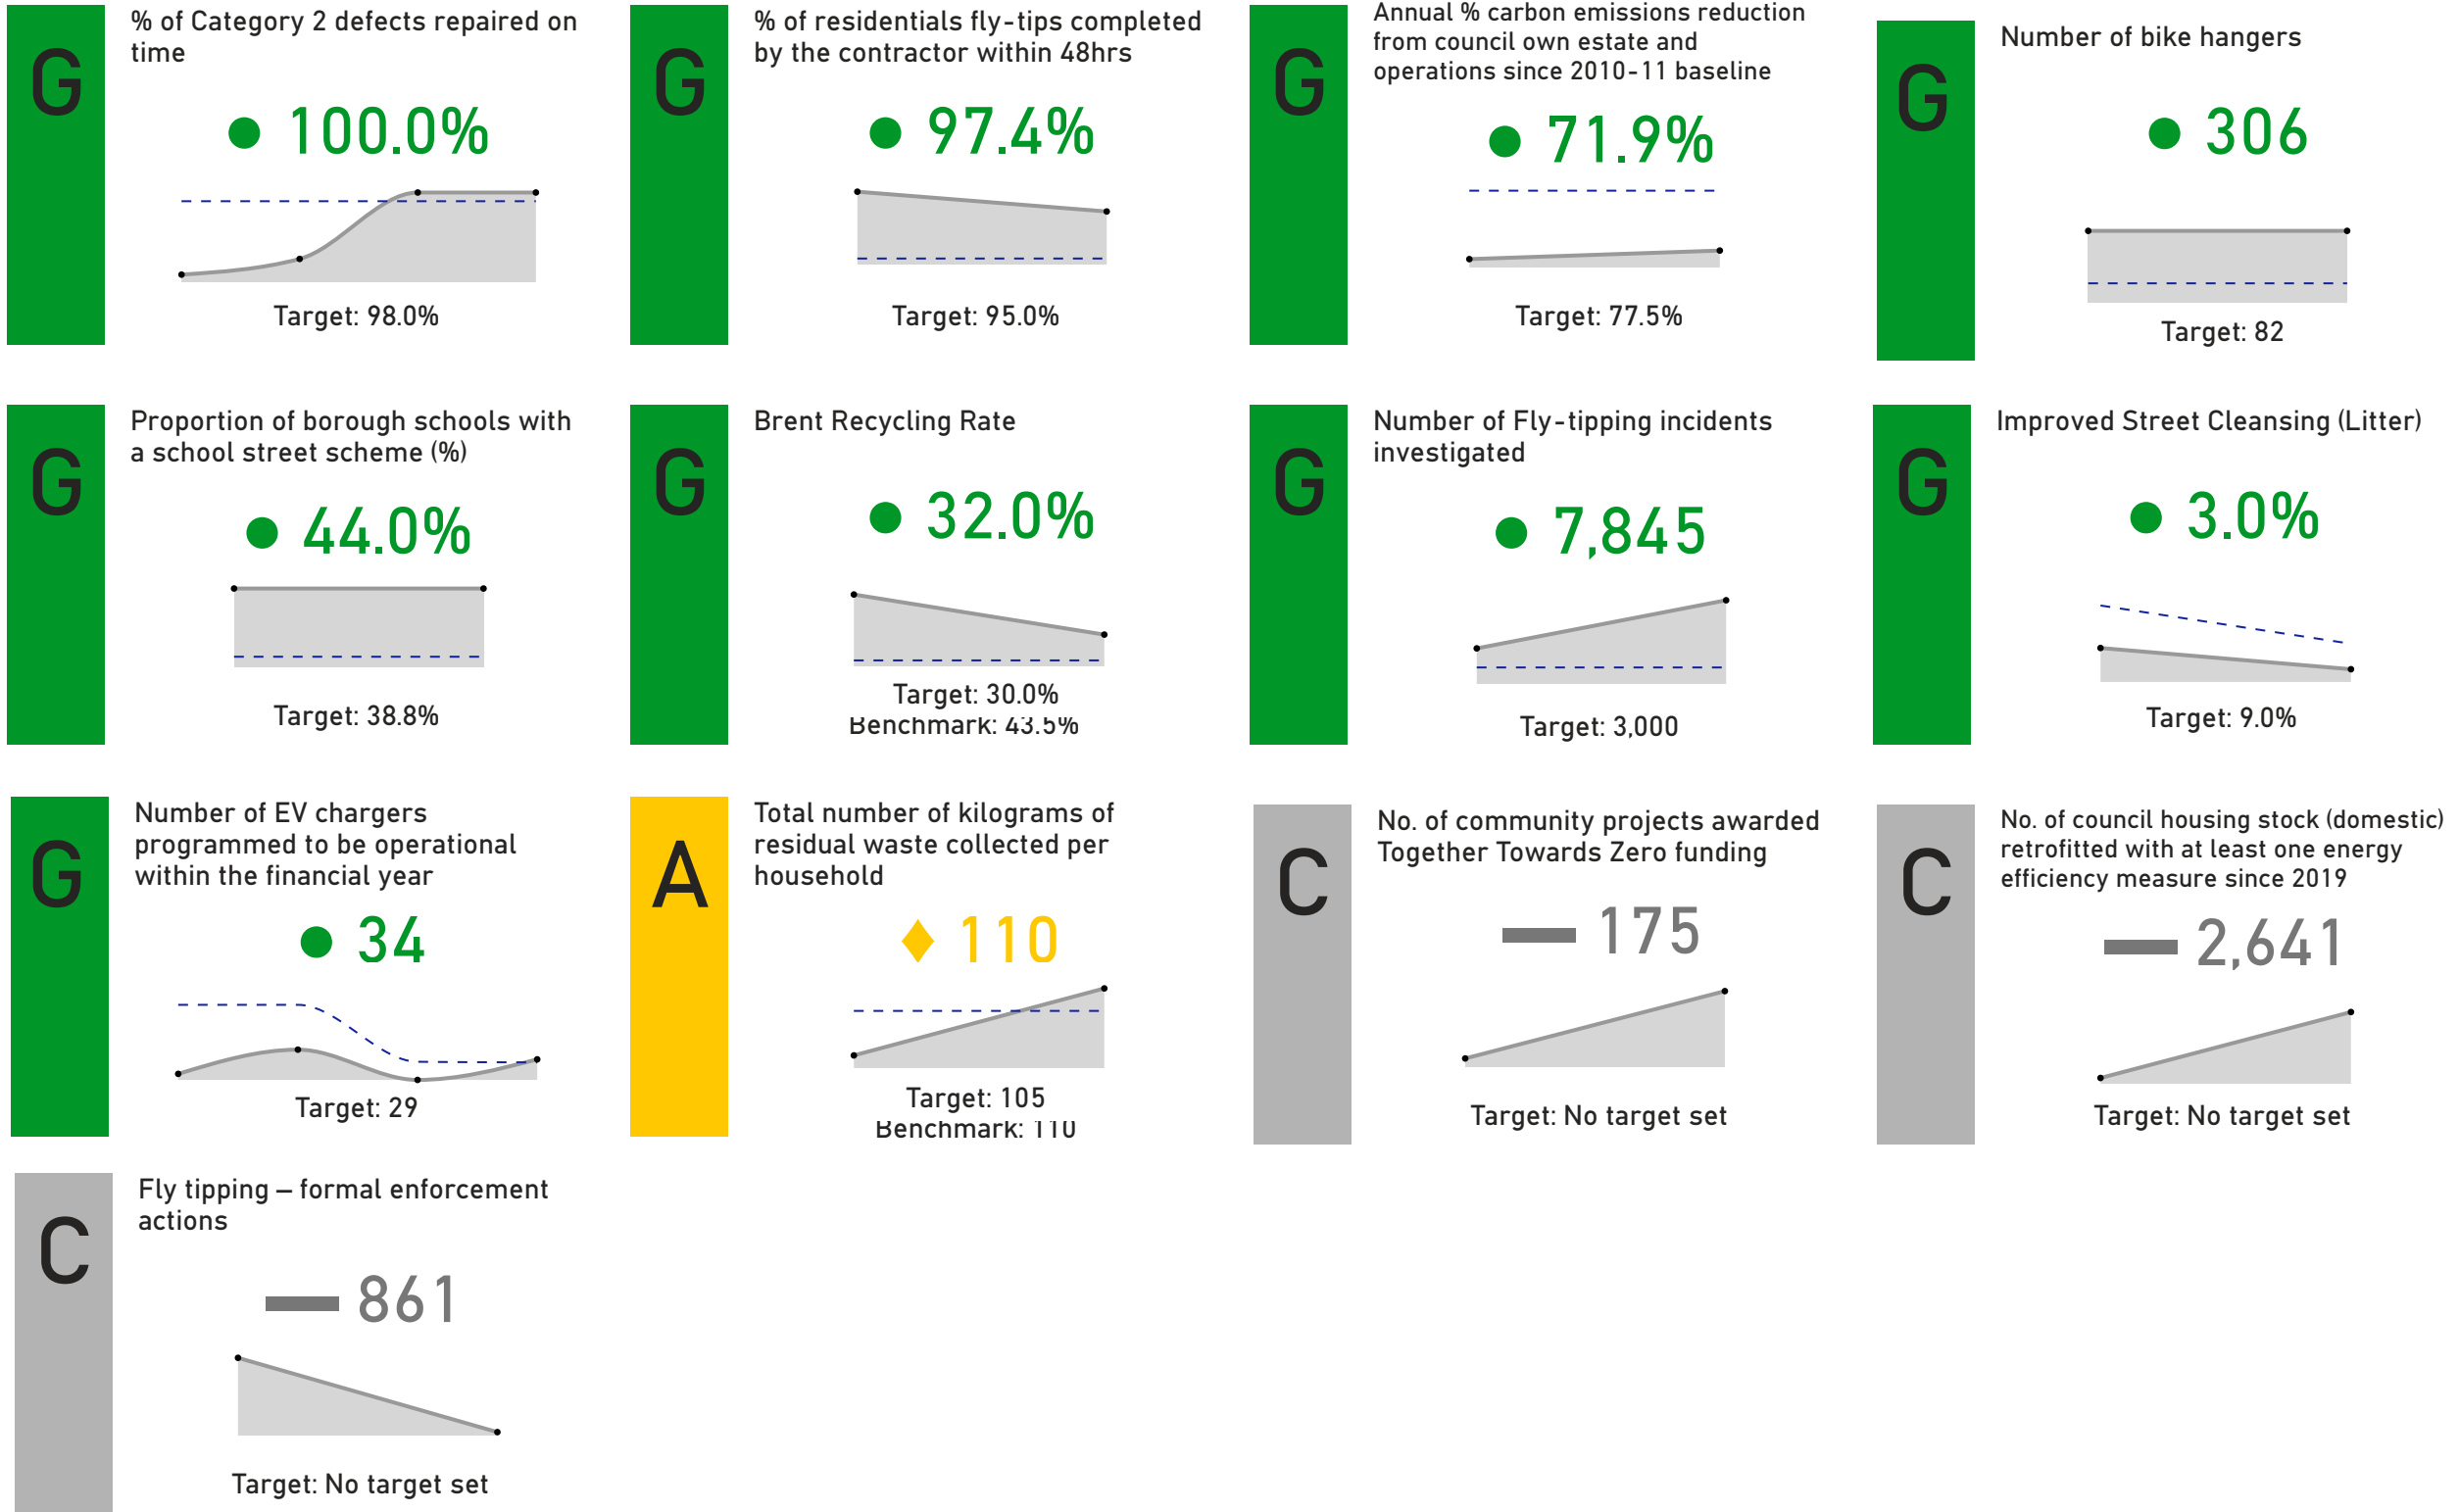 G
% of Category 2 defects repaired on
time
100.0%
Target: 98.0%
G
% of residentials fly-tips completed
by the contractor within 48hrs
97.4%
Target: 95.0%
G
Annual % carbon emissions reduction
from council own estate and
operations since 2010-11 baseline
71.9%
Target: 77.5%
G
Number of bike hangers
306
Target: 82
G
Proportion of borough schools with
a school street scheme (%)
44.0%
Target: 38.8%
G
Brent Recycling Rate
32.0%
Target: 30.0%
Benchmark: 43.5%
G
Number of Fly-tipping incidents
investigated
7,845
Target: 3,000
G
Improved Street Cleansing (Litter)
3.0%
Target: 9.0%
G
Number of EV chargers
programmed to be operational
within the financial year
34
Target: 29
A
Total number of kilograms of
residual waste collected per
household
110
Target: 105
Benchmark: 110
C
No. of community projects awarded
Together Towards Zero funding
175
Target: No target set
C
No. of council housing stock (domestic)
retrofitted with at least one energy
efficiency measure since 2019
2,641
Target: No target set
C
Fly tipping – formal enforcement
actions
861
Target: No target set